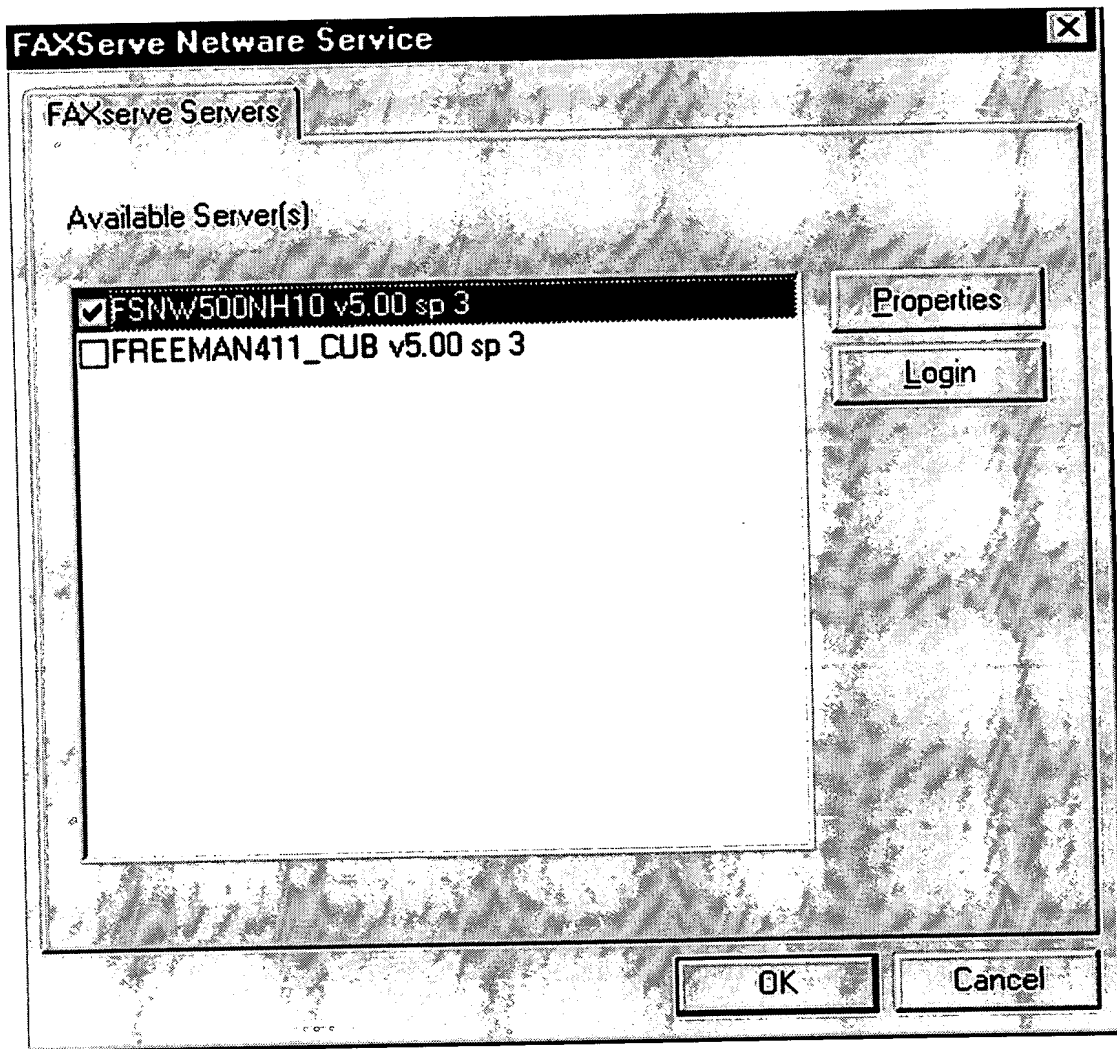 FAXServe Netware Service
FAXserve Servers
Available Server(s)
FSNW500NH10 v5.00 sp 3
Properties
FREEMAN411_CUB v5.00 sp 3
Login
OK
Cancel